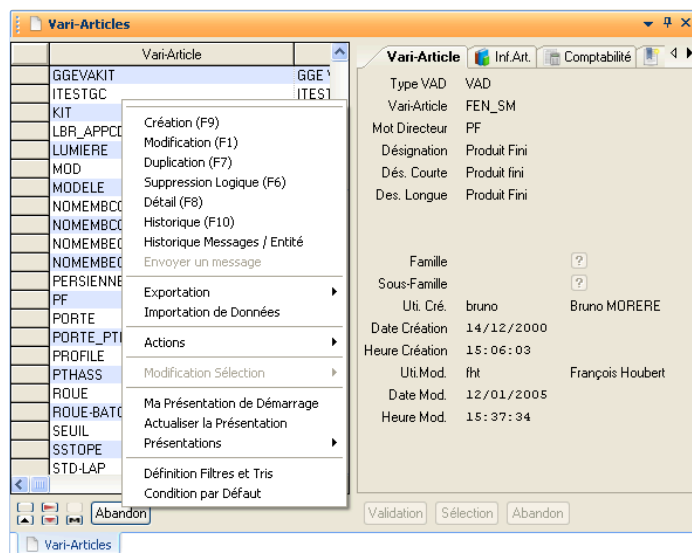 Vari-Articles
Vari-Article
GGEVAKIT GGE
ITESTGC ITEST
KIT
LBR_APPCD
LUMIERE
MOD
MODELE
NOMEMBCO
NOMEMBCO
NOMEMBEC
NOMEMBEC
PERSIENNE
PF
PORTE
PORTE_PTI
PROFILE
PTHASS
ROUE
ROUE-BATO
SEUIL
SSTOPE
STD-LAP
Création (F9)
Modification (F1)
Duplication (F7)
Suppression Logique (F6)
Détail (F8)
Historique (F10)
Historique Messages / Entité
Envoyer un message
Exportation
Importation de Données
Actions
Modification Sélection
Ma Présentation de Démarrage
Actualiser la Présentation
Présentations
Définition Filtres et Tris
Condition par Défaut
Abandon
Vari-Article Inf.Art. Comptabilité
Type VAD VAD
Vari-Article FEN_SM
Mot Directeur PF
Désignation Produit Fini
Dés. Courte Produit fini
Des. Longue Produit Fini
Famille ?
Sous-Famille ?
Uti. Cré. bruno Bruno MORERE
Date Création 14/12/2000
Heure Création 15:06:03
Uti.Mod. fht François Houbert
Date Mod. 12/01/2005
Heure Mod. 15:37:34
Validation Sélection Abandon
Vari-Articles